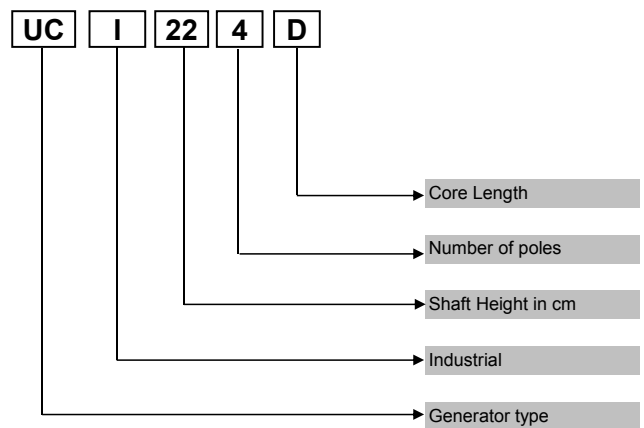 UC I 22 4 D
Core Length
Number of poles
Shaft Height in cm
Industrial
Generator type